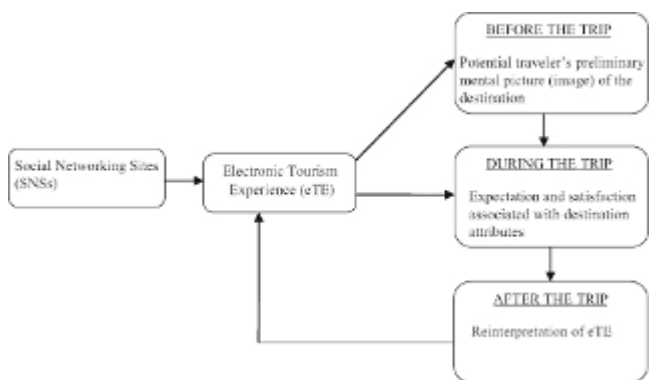 BEFORE THE TRIP
Potential traveler's preliminary
mental picture (image) of the
destination
Social Networking Sites
(SNSs)
Electronic Tourism
Experience (eTE)
DURING THE TRIP
Expectation and satisfaction
associated with destination
attributes
AFTER THE TRIP
Reinterpretation of eTE